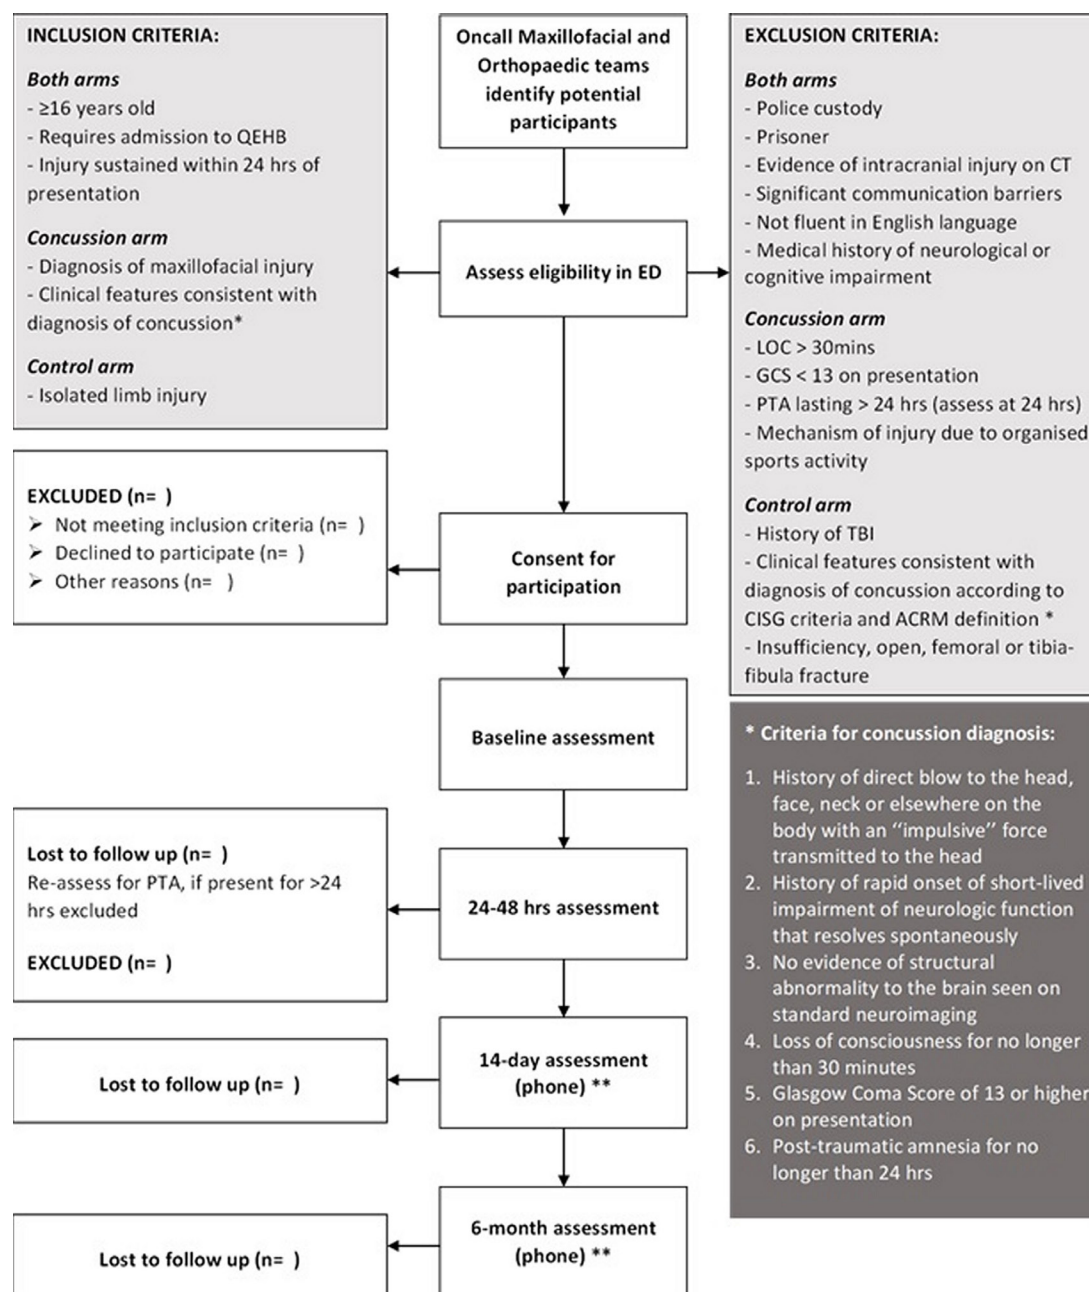 INCLUSION CRITERIA:
Both arms
- ≥16 years old
- Requires admission to QEHB
- Injury sustained within 24 hrs of
presentation
Concussion arm
- Diagnosis of maxillofacial injury
- Clinical features consistent with
diagnosis of concussion*
Control arm
- Isolated limb injury
Oncall Maxillofacial and
Orthopaedic teams
identify potential
participants
Assess eligibility in ED
EXCLUSION CRITERIA:
Both arms
- Police custody
- Prisoner
- Evidence of intracranial injury on CT
- Significant communication barriers
- Not fluent in English language
- Medical history of neurological or
cognitive impairment
Concussion arm
- LOC > 30mins
- GCS < 13 on presentation
- PTA lasting > 24 hrs (assess at 24 hrs)
- Mechanism of injury due to organised
sports activity
Control arm
- History of TBI
- Clinical features consistent with
diagnosis of concussion according to
CISG criteria and ACRM definition *
- Insufficiency, open, femoral or tibia-
fibula fracture
EXCLUDED (n=  )
➢ Not meeting inclusion criteria (n=  )
➢ Declined to participate (n=  )
➢ Other reasons (n=   )
Consent for
participation
Baseline assessment
* Criteria for concussion diagnosis:
1. History of direct blow to the head,
face, neck or elsewhere on the
body with an “impulsive” force
transmitted to the head
2. History of rapid onset of short-lived
impairment of neurologic function
that resolves spontaneously
3. No evidence of structural
abnormality to the brain seen on
standard neuroimaging
4. Loss of consciousness for no longer
than 30 minutes
5. Glasgow Coma Score of 13 or higher
on presentation
6. Post-traumatic amnesia for no
longer than 24 hrs
Lost to follow up (n=  )
Re-assess for PTA, if present for >24
hrs excluded
EXCLUDED (n=  )
24-48 hrs assessment
Lost to follow up (n=  )
14-day assessment
(phone) **
Lost to follow up (n=  )
6-month assessment
(phone) **